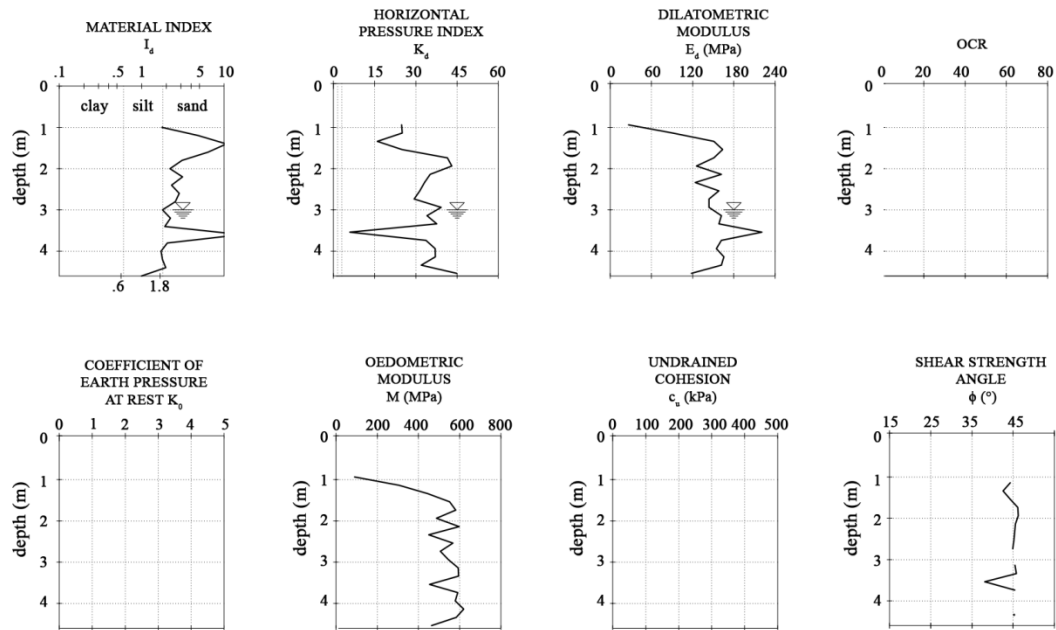 MATERIAL INDEX
I_d
.1 .5 1 5 10
0
clay silt sand
1
2
3
4
depth (m)
.6 1.8
HORIZONTAL
PRESSURE INDEX
K_d
0 15 30 45 60
0
1
2
3
4
depth (m)
DILATOMETRIC
MODULUS
E_d (MPa)
0 60 120 180 240
0
1
2
3
4
depth (m)
OCR
0 20 40 60 80
0
1
2
3
4
depth (m)
20 40 60 80
COEFFICIENT OF
EARTH PRESSURE
AT REST K_0
0 1 2 3 4 5
0
1
2
3
4
depth (m)
OEDOMETRIC
MODULUS
M (MPa)
0 200 400 600 800
0
1
2
3
4
depth (m)
UNDRAINED
COHESION
c_u (kPa)
0 100 200 300 400 500
0
1
2
3
4
depth (m)
SHEAR STRENGTH
ANGLE
ϕ (°)
15 25 35 45
0
1
2
3
4
depth (m)